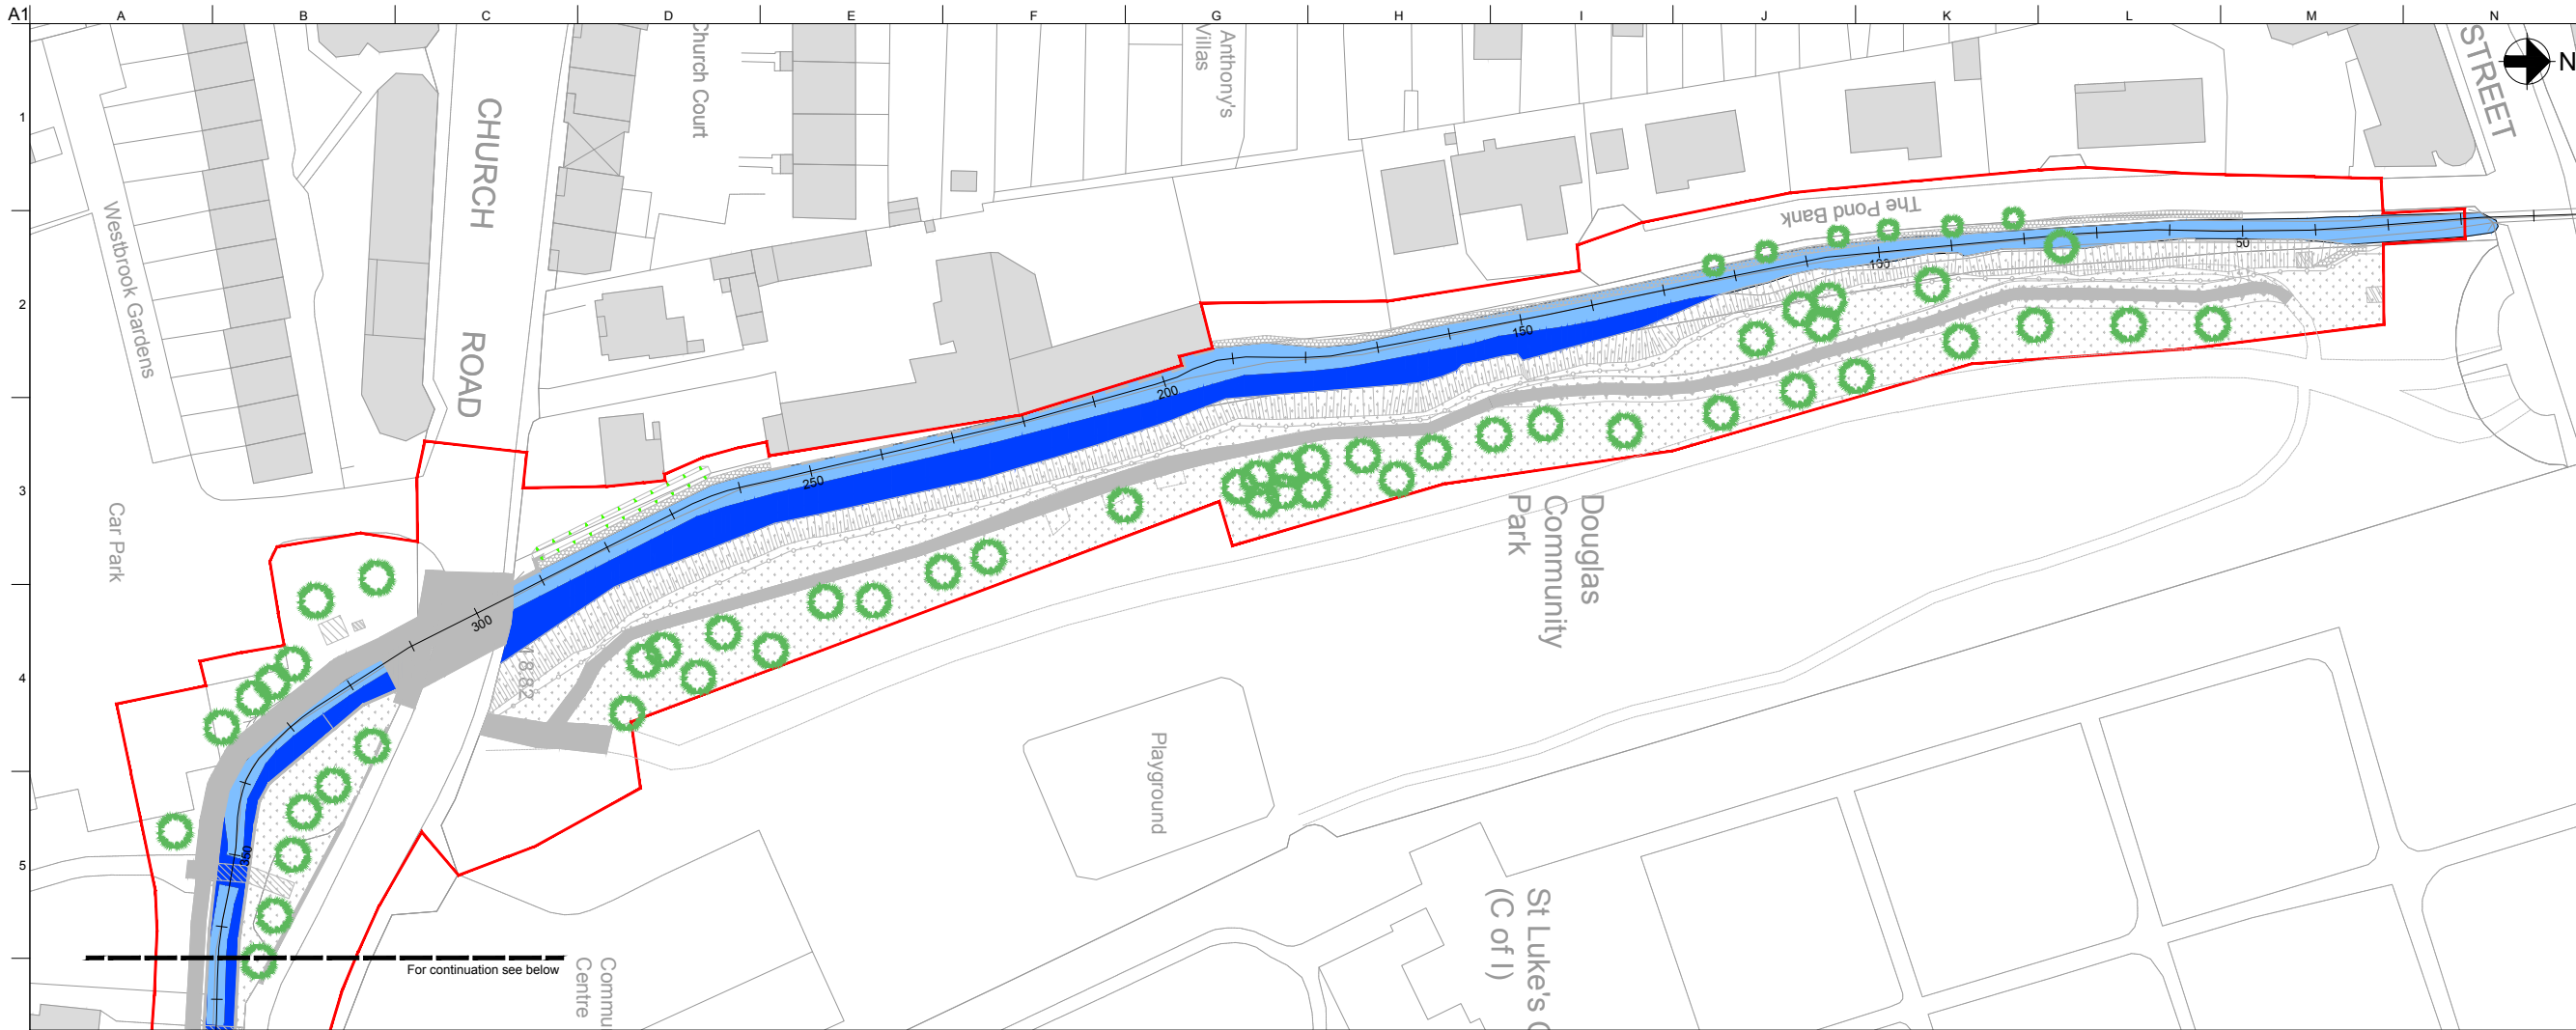 A1
A B C D E F G H I J K L M N
1
2
3
4
5
N
STREET
CHURCH
ROAD
Church Court
Anthony's
Villas
Westbrook Gardens
Car Park
The Pond Bank
50
100
150
200
250
300
350
Douglas
Community
Park
Playground
St Luke's C
(C of I)
Commu
Centre
For continuation see below